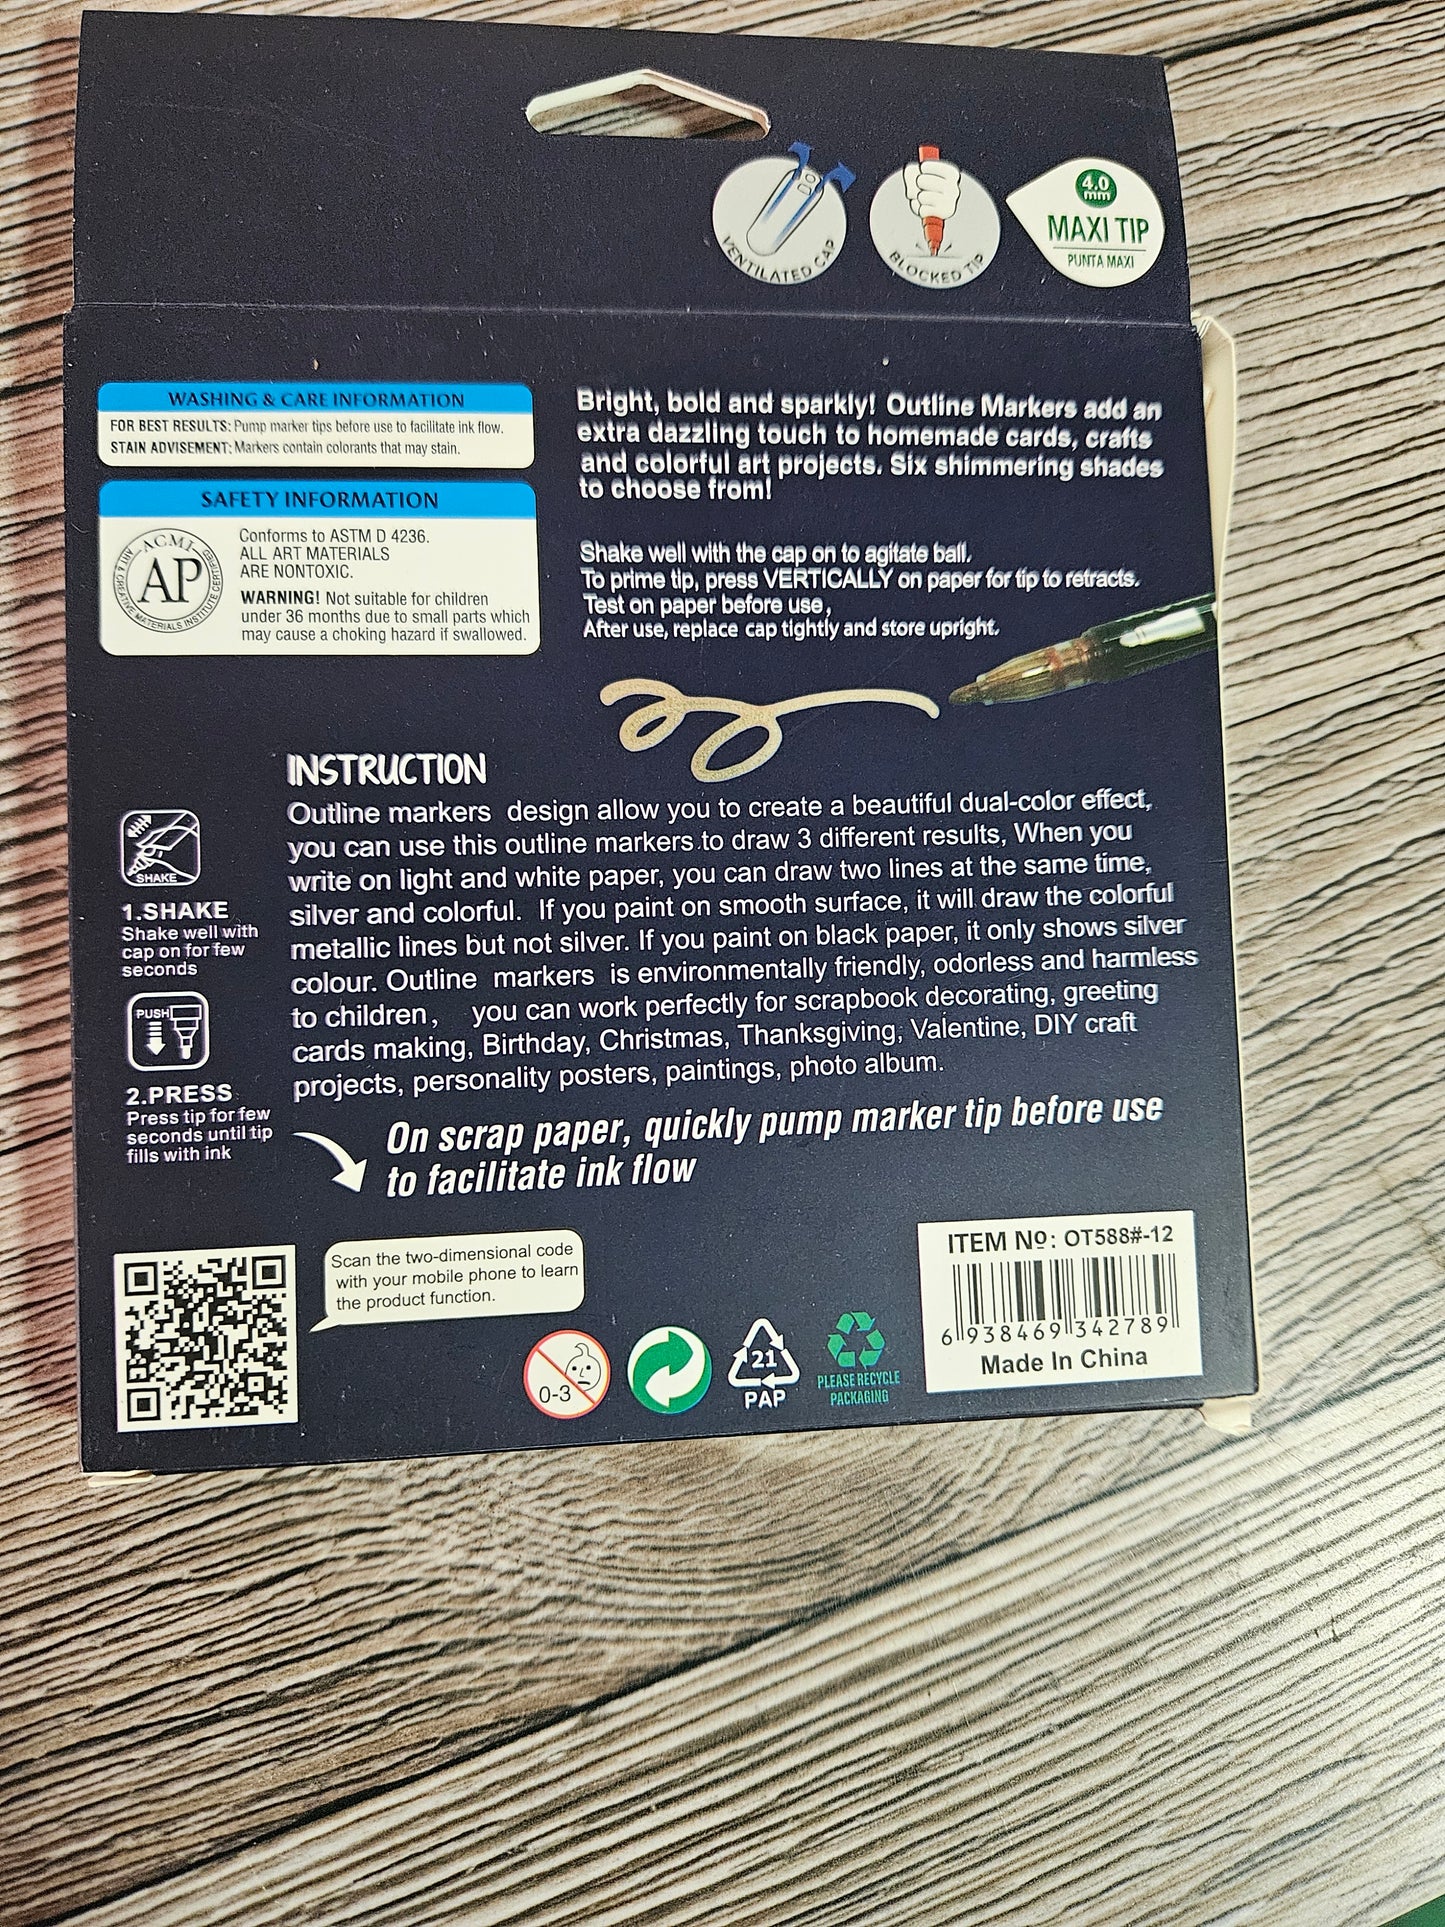 VENTILATED CAP
BLOCKED TIP
4.0
mm
MAXI TIP
PUNTA MAXI
WASHING & CARE INFORMATION
FOR BEST RESULTS: Pump marker tips before use to facilitate ink flow.
STAIN ADVISEMENT: Markers contain colorants that may stain.
SAFETY INFORMATION
ACMI
AP
ART & CREATIVE MATERIALS INSTITUTE CERTIFIED
Conforms to ASTM D 4236.
ALL ART MATERIALS
ARE NONTOXIC.
WARNING! Not suitable for children
under 36 months due to small parts which
may cause a choking hazard if swallowed.
Bright, bold and sparkly! Outline Markers add an
extra dazzling touch to homemade cards, crafts
and colorful art projects. Six shimmering shades
to choose from!
Shake well with the cap on to agitate ball.
To prime tip, press VERTICALLY on paper for tip to retracts.
Test on paper before use,
After use, replace cap tightly and store upright.
INSTRUCTION
Outline markers design allow you to create a beautiful dual-color effect,
you can use this outline markers to draw 3 different results, When you
write on light and white paper, you can draw two lines at the same time,
silver and colorful. If you paint on smooth surface, it will draw the colorful
metallic lines but not silver. If you paint on black paper, it only shows silver
colour. Outline markers is environmentally friendly, odorless and harmless
to children, you can work perfectly for scrapbook decorating, greeting
cards making, Birthday, Christmas, Thanksgiving, Valentine, DIY craft
projects, personality posters, paintings, photo album.
SHAKE
1.SHAKE
Shake well with
cap on for few
seconds
PUSH
2.PRESS
Press tip for few
seconds until tip
fills with ink
On scrap paper, quickly pump marker tip before use
to facilitate ink flow
Scan the two-dimensional code
with your mobile phone to learn
the product function.
0-3
21
PAP
PLEASE RECYCLE
PACKAGING
ITEM Nº: OT588#-12
6 938469 342789
Made In China